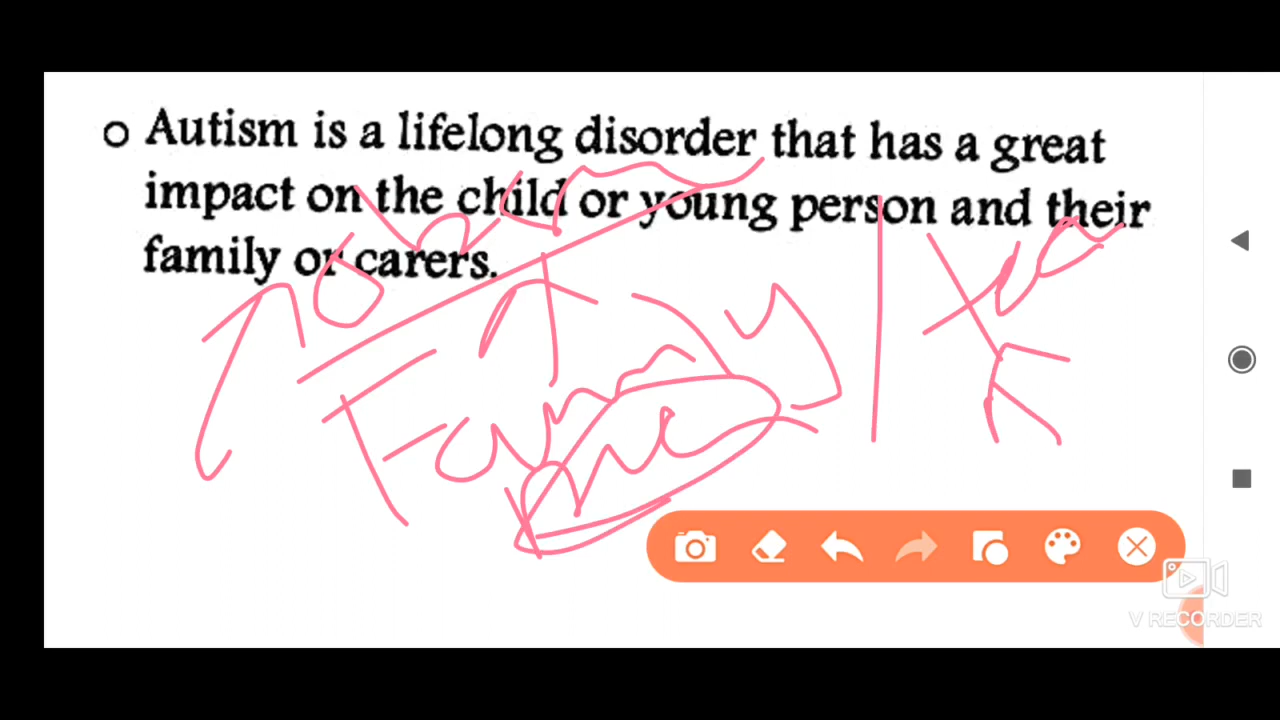 Autism is a lifelong disorder that has a great
impact on the child or young person and their
family or carers.
Family
V RECORDER